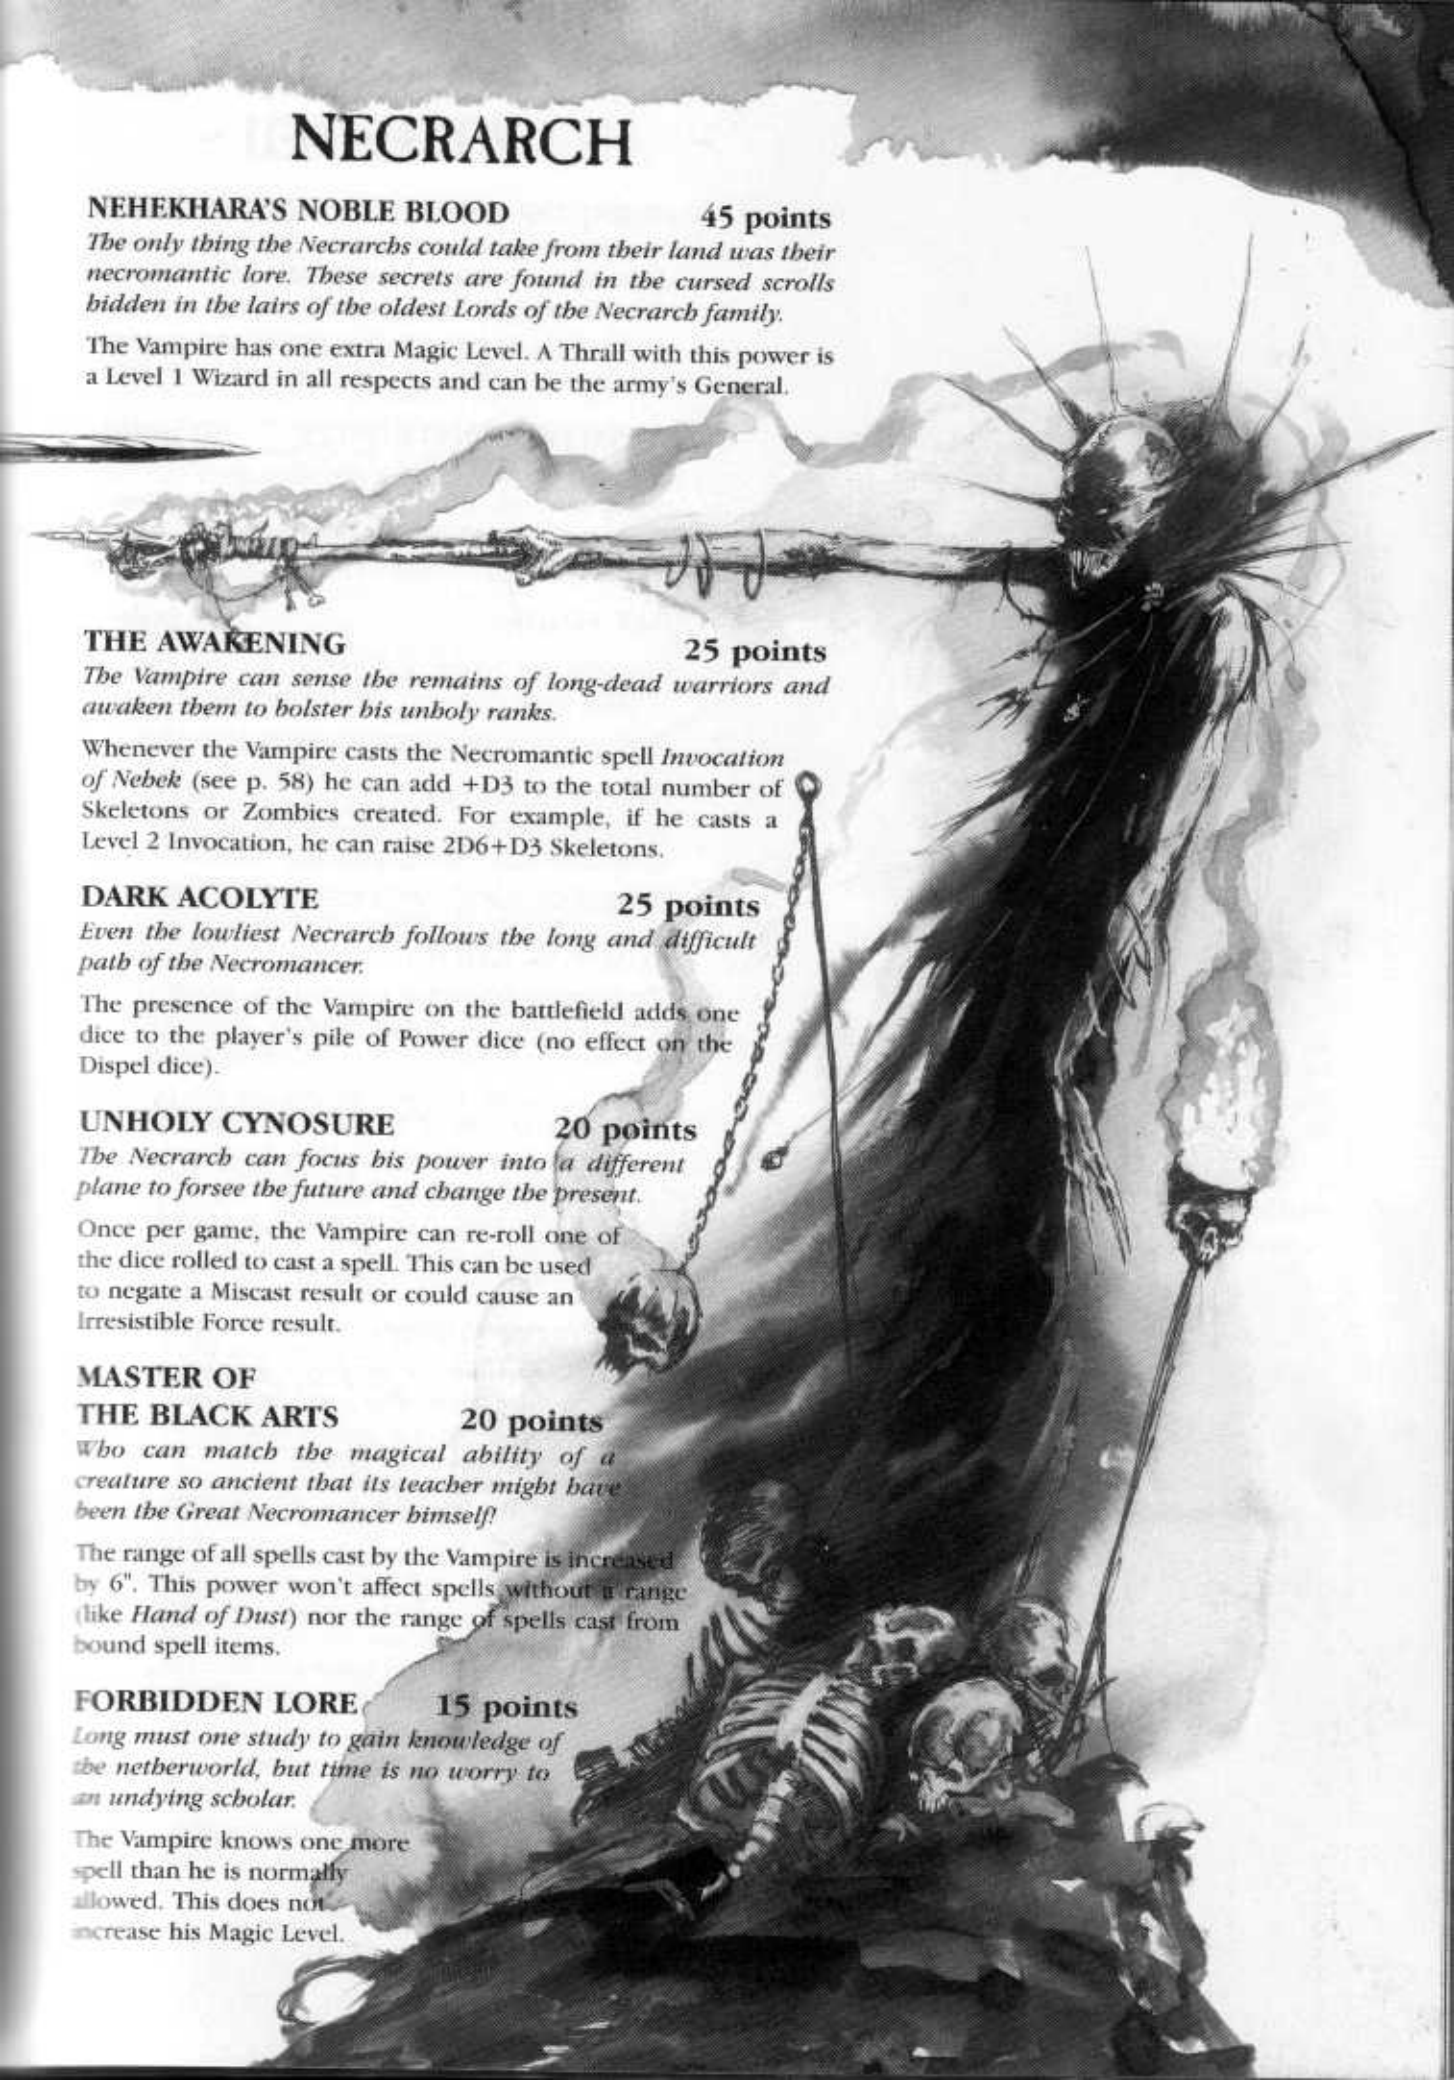 NECRARCH
NEHEKHARA'S NOBLE BLOOD 45 points
The only thing the Necrarchs could take from their land was their
necromantic lore. These secrets are found in the cursed scrolls
hidden in the lairs of the oldest Lords of the Necrarch family.
The Vampire has one extra Magic Level. A Thrall with this power is
a Level 1 Wizard in all respects and can be the army's General.
THE AWAKENING 25 points
The Vampire can sense the remains of long-dead warriors and
awaken them to bolster his unholy ranks.
Whenever the Vampire casts the Necromantic spell Invocation
of Nehek (see p. 58) he can add +D3 to the total number of
Skeletons or Zombies created. For example, if he casts a
Level 2 Invocation, he can raise 2D6+D3 Skeletons.
DARK ACOLYTE 25 points
Even the lowliest Necrarch follows the long and difficult
path of the Necromancer.
The presence of the Vampire on the battlefield adds one
dice to the player's pile of Power dice (no effect on the
Dispel dice).
UNHOLY CYNOSURE 20 points
The Necrarch can focus his power into a different
plane to forsee the future and change the present.
Once per game, the Vampire can re-roll one of
the dice rolled to cast a spell. This can be used
to negate a Miscast result or could cause an
Irresistible Force result.
MASTER OF
THE BLACK ARTS 20 points
Who can match the magical ability of a
creature so ancient that its teacher might have
been the Great Necromancer himself!
The range of all spells cast by the Vampire is increased
by 6". This power won't affect spells without a range
(like Hand of Dust) nor the range of spells cast from
bound spell items.
FORBIDDEN LORE 15 points
Long must one study to gain knowledge of
the netherworld, but time is no worry to
an undying scholar.
The Vampire knows one more
spell than he is normally
allowed. This does not
increase his Magic Level.